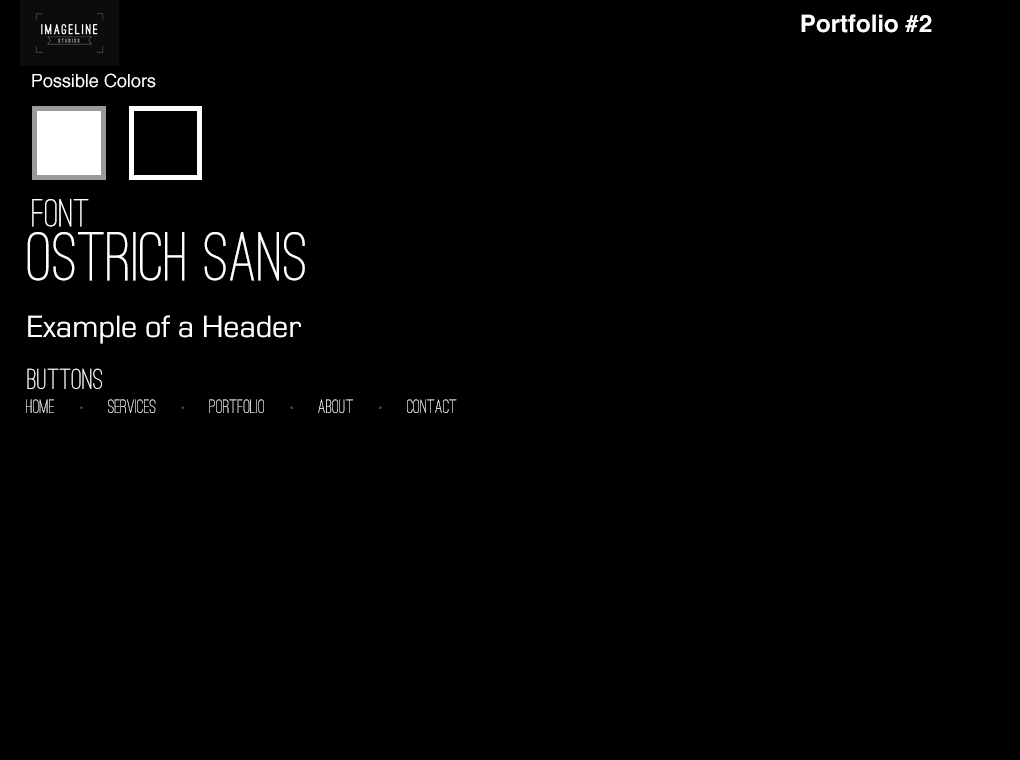 IMAGELINE
STUDIOS
Portfolio #2
Possible Colors
FONT
OSTRICH SANS
Example of a Header
BUTTONS
HOME • SERVICES • PORTFOLIO • ABOUT • CONTACT